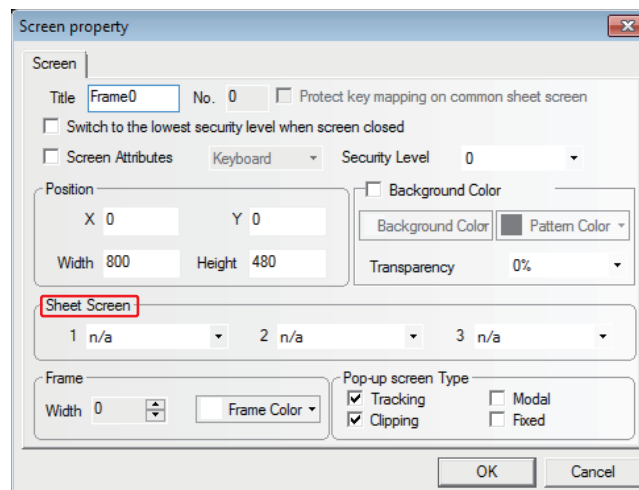 Screen property
Screen
Title Frame0 No. 0 Protect key mapping on common sheet screen
Switch to the lowest security level when screen closed
Screen Attributes Keyboard Security Level 0
Position Background Color
X 0 Y 0 Background Color Pattern Color
Width 800 Height 480 Transparency 0%
Sheet Screen
1 n/a 2 n/a 3 n/a
Frame Pop-up screen Type
Width 0 Frame Color Tracking Modal
Clipping Fixed
OK Cancel